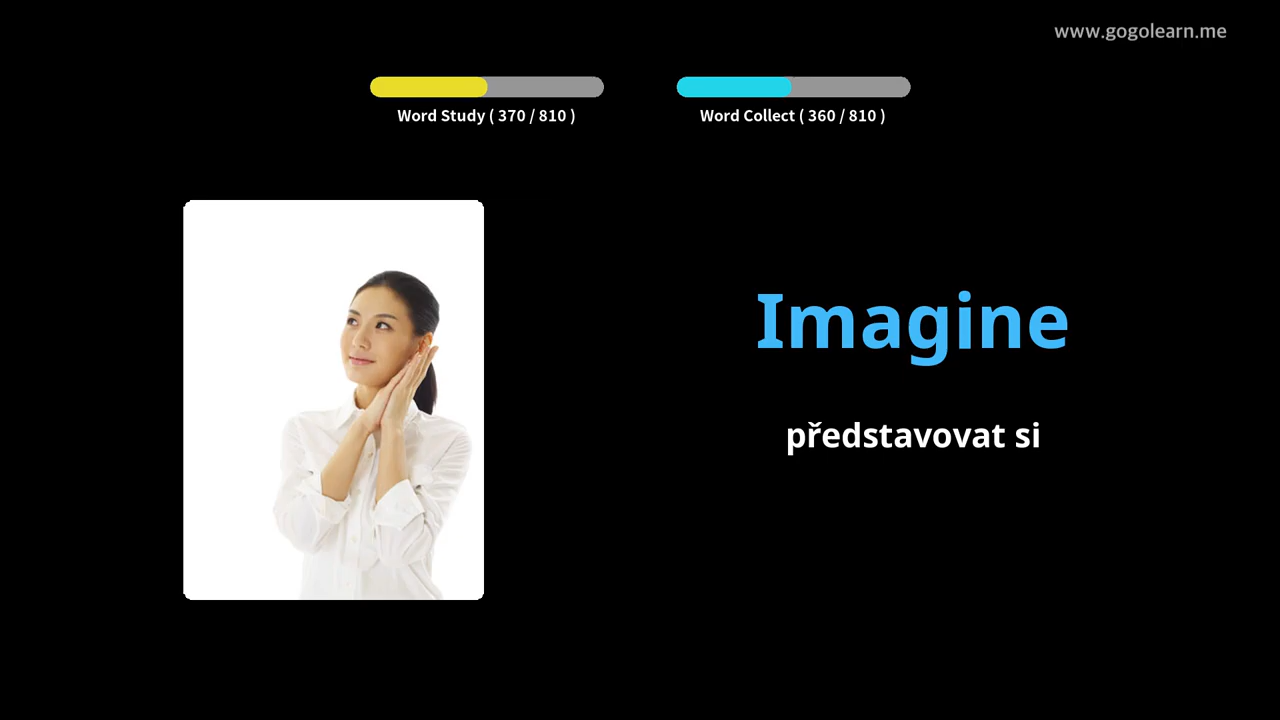 www.gogolearn.me
Word Study ( 370 / 810 )
Word Collect ( 360 / 810 )
Imagine
představovat si